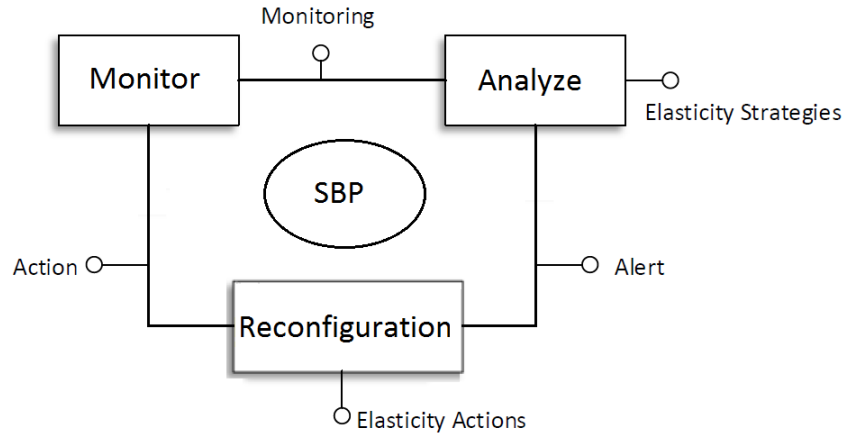 Monitoring
Monitor
Analyze
Elasticity Strategies
SBP
Action
Alert
Reconfiguration
Elasticity Actions